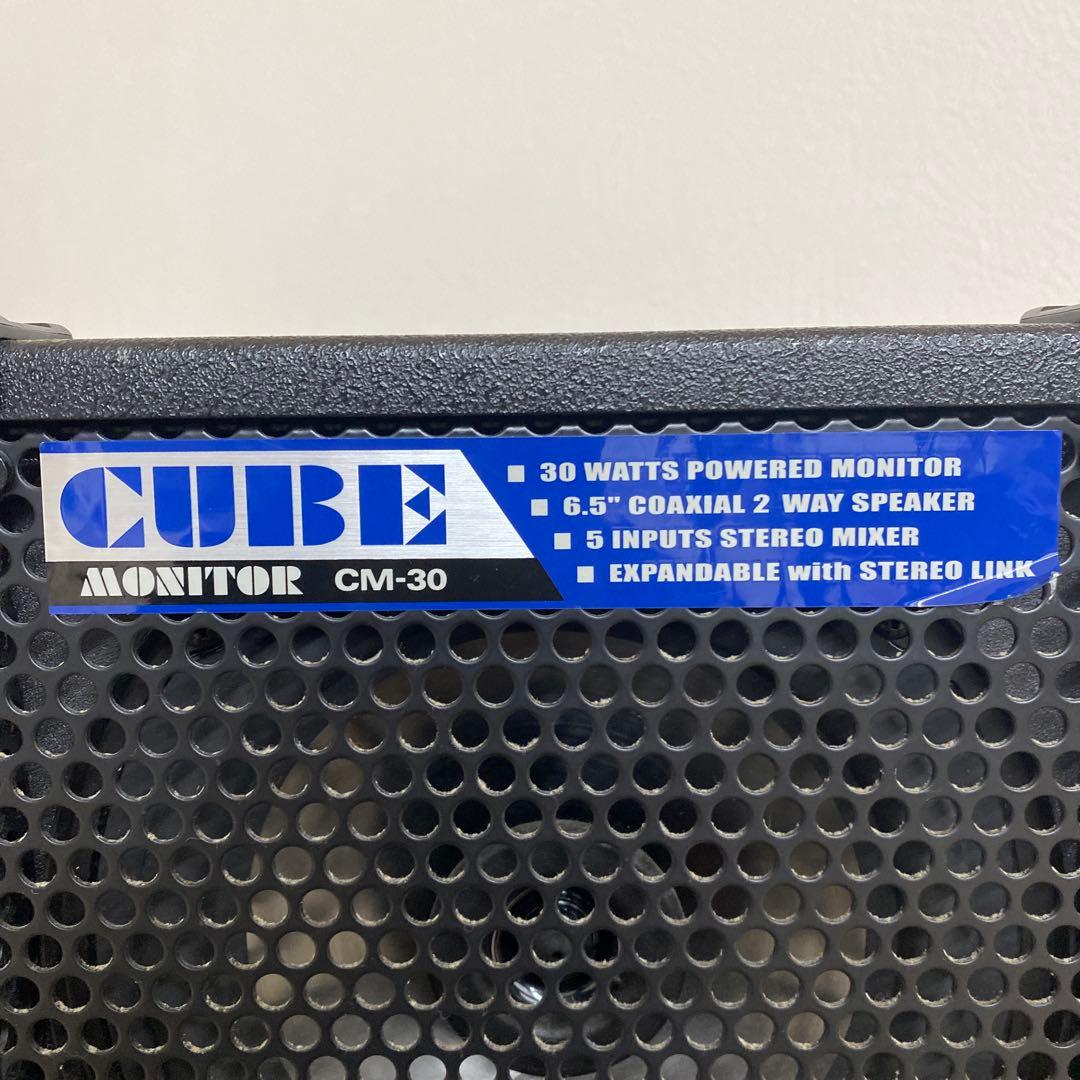 CUBE
MONITOR CM-30
■ 30 WATTS POWERED MONITOR
■ 6.5" COAXIAL 2 WAY SPEAKER
■ 5 INPUTS STEREO MIXER
■ EXPANDABLE with STEREO LINK